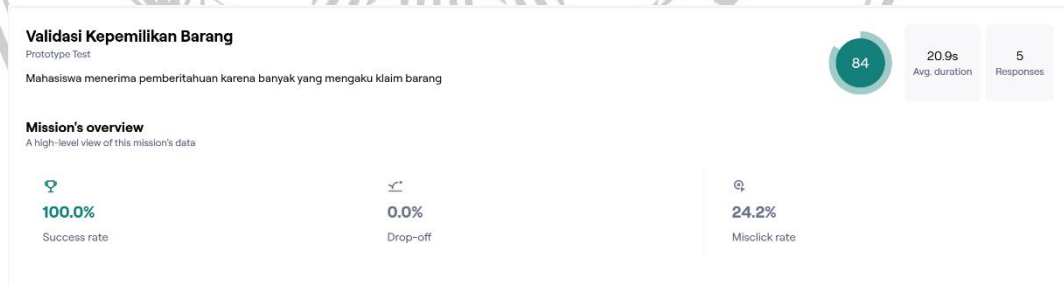 Validasi Kepemilikan Barang
Prototype Test
Mahasiswa menerima pemberitahuan karena banyak yang mengaku klaim barang
84
20.9s
Avg. duration
5
Responses
Mission's overview
A high-level view of this mission's data
100.0%
Success rate
0.0%
Drop-off
24.2%
Misclick rate